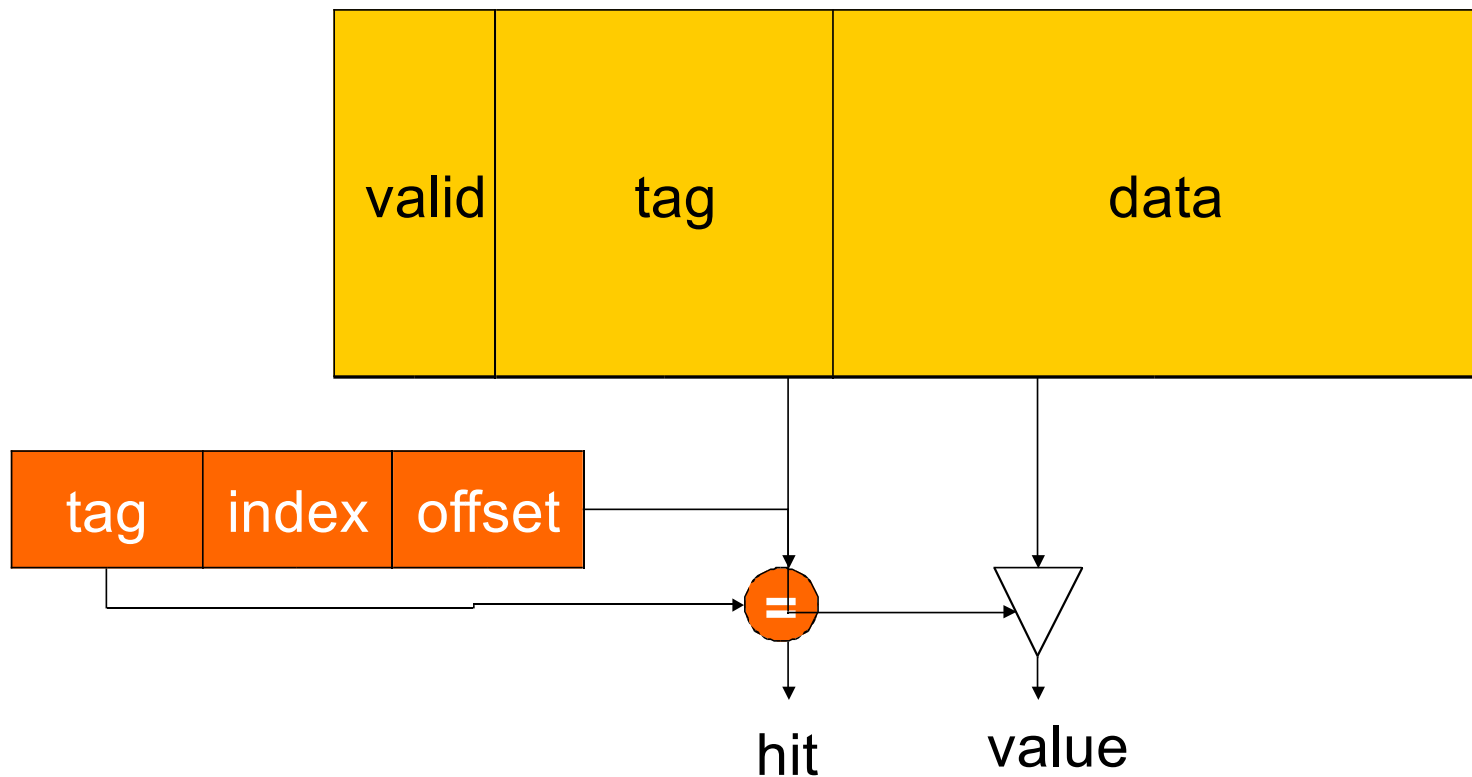 valid tag data
tag index offset
=
hit value